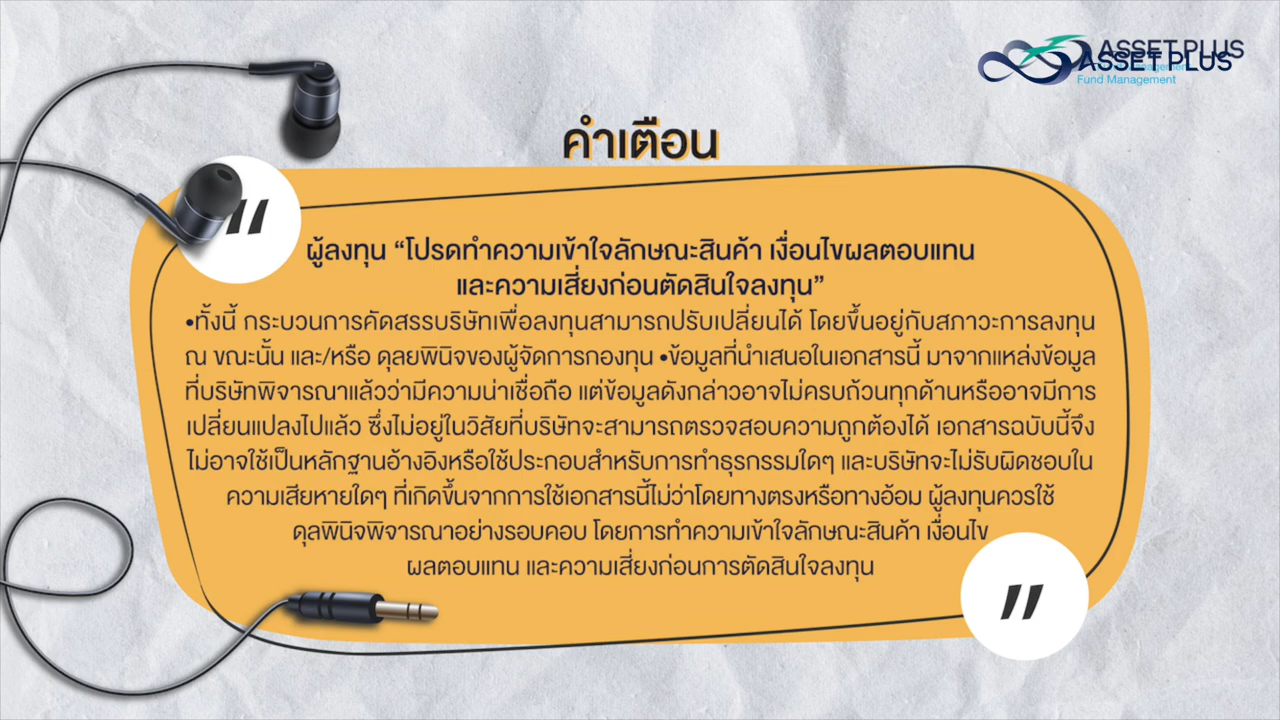 ASSET PLUS
Fund Management
คำเตือน
ผู้ลงทุน “โปรดทำความเข้าใจลักษณะสินค้า เงื่อนไขผลตอบแทน
และความเสี่ยงก่อนตัดสินใจลงทุน”
•ทั้งนี้ กระบวนการคัดสรรบริษัทเพื่อลงทุนสามารถปรับเปลี่ยนได้ โดยขึ้นอยู่กับสภาวะการลงทุน
ณ ขณะนั้น และ/หรือ ดุลยพินิจของผู้จัดการกองทุน •ข้อมูลที่นำเสนอในเอกสารนี้ มาจากแหล่งข้อมูล
ที่บริษัทพิจารณาแล้วว่ามีความน่าเชื่อถือ แต่ข้อมูลดังกล่าวอาจไม่ครบถ้วนทุกด้านหรืออาจมีการ
เปลี่ยนแปลงไปแล้ว ซึ่งไม่อยู่ในวิสัยที่บริษัทจะสามารถตรวจสอบความถูกต้องได้ เอกสารฉบับนี้จึง
ไม่อาจใช้เป็นหลักฐานอ้างอิงหรือใช้ประกอบสำหรับการทำธุรกรรมใดๆ และบริษัทจะไม่รับผิดชอบใน
ความเสียหายใดๆ ที่เกิดขึ้นจากการใช้เอกสารนี้ไม่ว่าโดยทางตรงหรือทางอ้อม ผู้ลงทุนควรใช้
ดุลพินิจพิจารณาอย่างรอบคอบ โดยการทำความเข้าใจลักษณะสินค้า เงื่อนไข
ผลตอบแทน และความเสี่ยงก่อนการตัดสินใจลงทุน